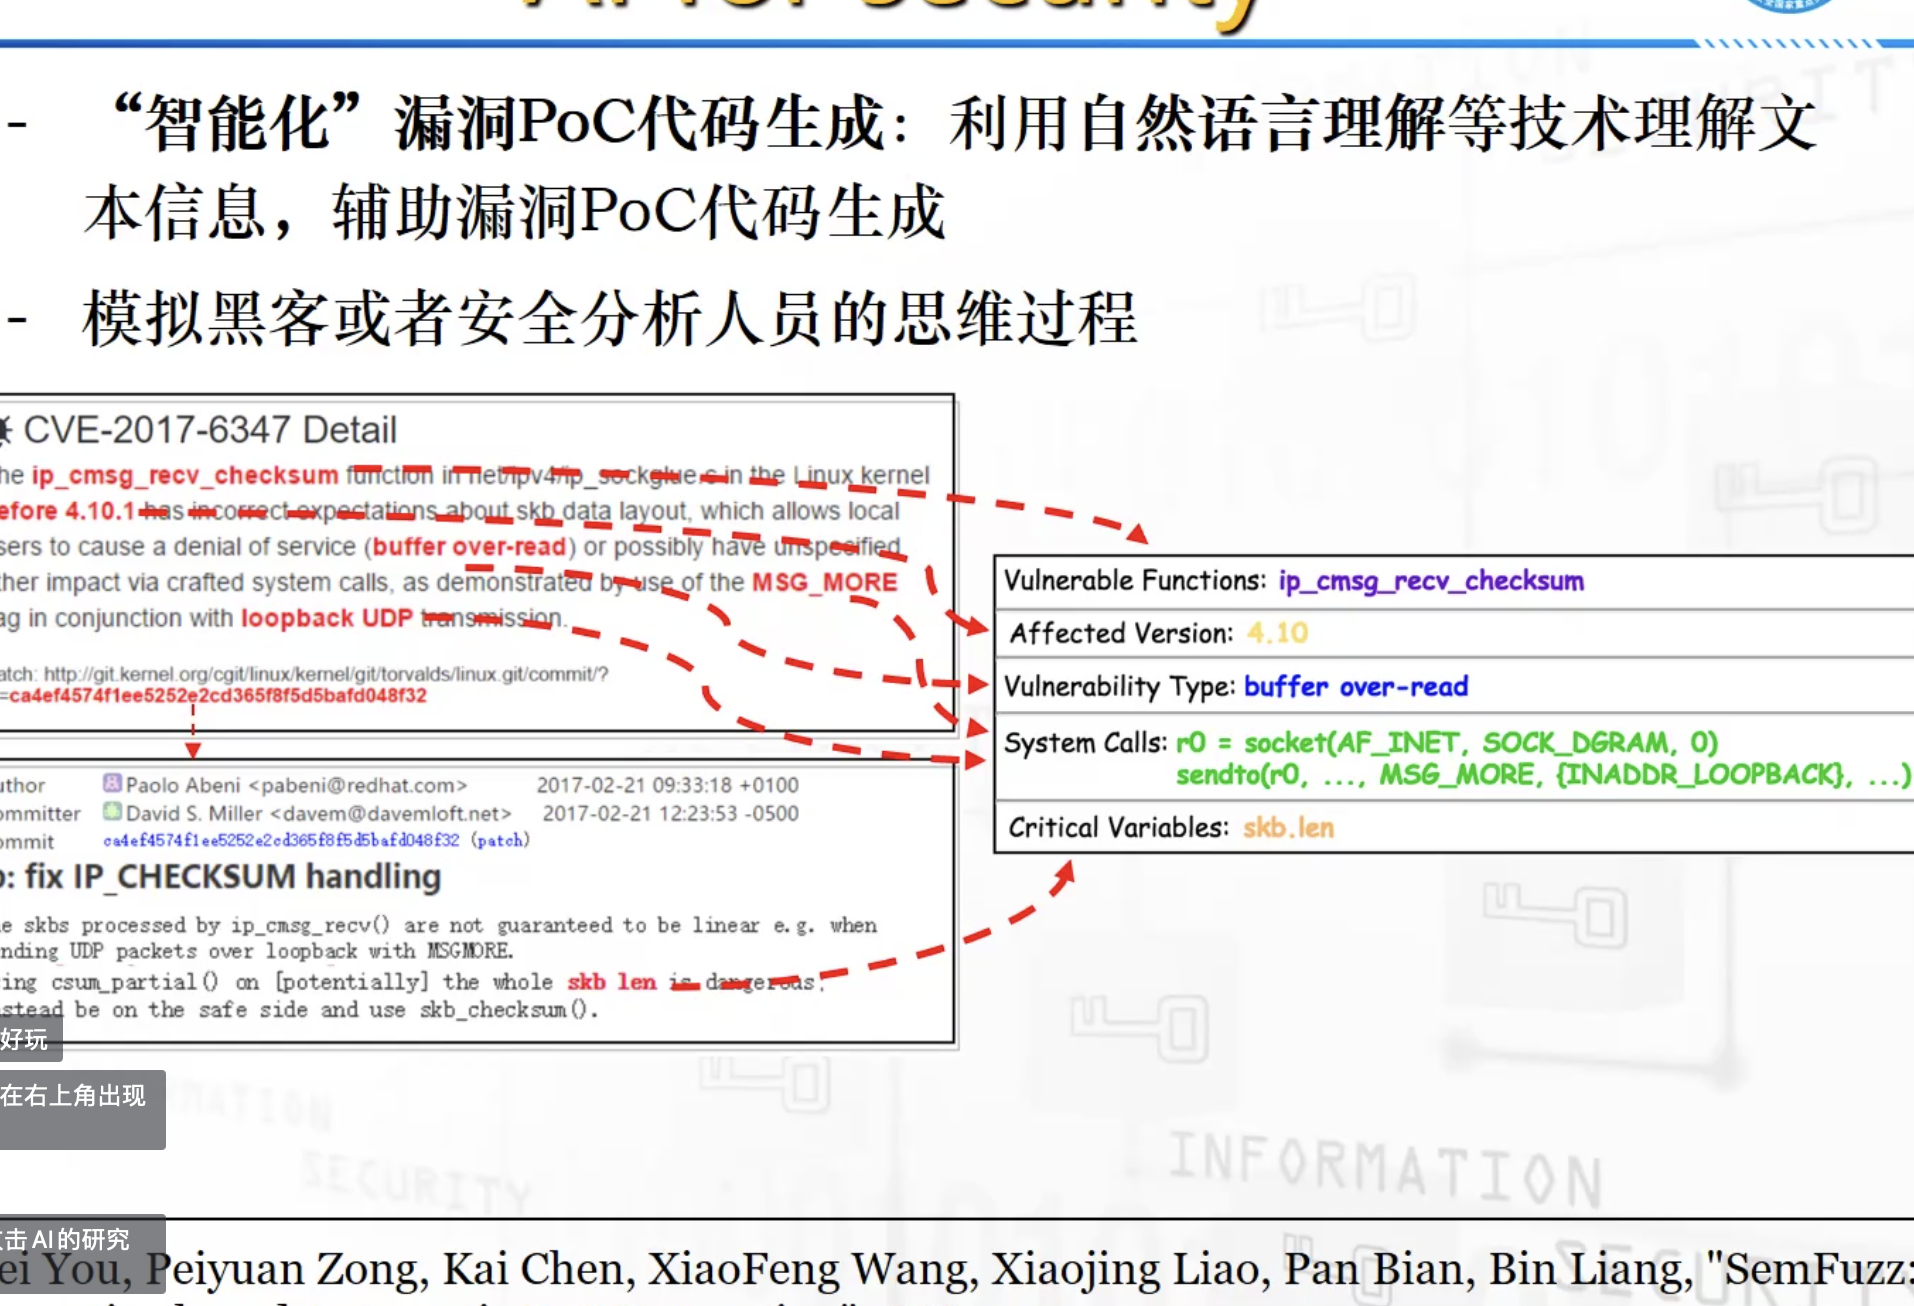 AI for security
- “智能化”漏洞PoC代码生成：利用自然语言理解等技术理解文
本信息，辅助漏洞PoC代码生成
- 模拟黑客或者安全分析人员的思维过程
CVE-2017-6347 Detail
he ip_cmsg_recv_checksum function in net/ipv4/ip_sockglue.c in the Linux kernel
efore 4.10.1 has incorrect expectations about skb data layout, which allows local
sers to cause a denial of service (buffer over-read) or possibly have unspecified
ther impact via crafted system calls, as demonstrated by use of the MSG_MORE
ag in conjunction with loopback UDP transmission.
atch: http://git.kernel.org/cgit/linux/kernel/git/torvalds/linux.git/commit/?
=ca4ef4574f1ee5252e2cd365f8f5d5bafd048f32
Vulnerable Functions: ip_cmsg_recv_checksum
Affected Version: 4.10
Vulnerability Type: buffer over-read
System Calls: r0 = socket(AF_INET, SOCK_DGRAM, 0)
sendto(r0, ..., MSG_MORE, {INADDR_LOOPBACK}, ...)
Critical Variables: skb.len
uthor Paolo Abeni <pabeni@redhat.com> 2017-02-21 09:33:18 +0100
ommitter David S. Miller <davem@davemloft.net> 2017-02-21 12:23:53 -0500
ommit ca4ef4574f1ee5252e2cd365f8f5d5bafd048f32 (patch)
p: fix IP_CHECKSUM handling
e skbs processed by ip_cmsg_recv() are not guaranteed to be linear e.g. when
nding UDP packets over loopback with MSGMORE.
ing csum_partial() on [potentially] the whole skb len is dangerous;
stead be on the safe side and use skb_checksum().
好玩
在右上角出现
击AI的研究
INFORMATION
SECURITY
ei You, Peiyuan Zong, Kai Chen, XiaoFeng Wang, Xiaojing Liao, Pan Bian, Bin Liang, "SemFuzz: